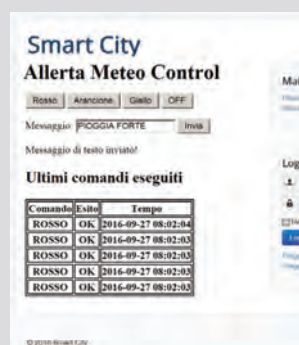 Smart City
Allerta Meteo Control
Rosso Arancione Giallo OFF
Messaggio PIOGGIA FORTE Invia
Messaggio di testo inviato!
Ultimi comandi eseguiti
Comando Esito Tempo
ROSSO OK 2016-09-27 08:02:04
ROSSO OK 2016-09-27 08:02:03
ROSSO OK 2016-09-27 08:02:03
ROSSO OK 2016-09-27 08:02:03
ROSSO OK 2016-09-27 08:02:03
© 2016 Smart City